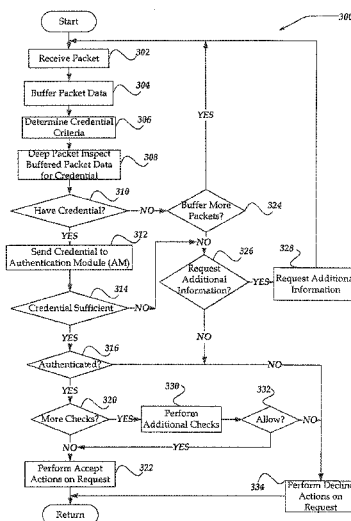 300
Start
302
Receive Packet
304
Buffer Packet Data
306
Determine Credential
Criteria
308
Deep Packet Inspect
Buffered Packet Data
for Credential
310
Have Credential?
NO
Buffer More
Packets?
324
YES
YES
312
Send Credential to
Authentication Module (AM)
NO
326
Request
Additional
Information?
YES
328
Request Additional
Information
314
Credential Sufficient
NO
NO
YES
316
Authenticated?
NO
YES
320
More Checks?
YES
330
Perform
Additional Checks
332
Allow?
NO
NO
YES
Perform Accept
Actions on Request
322
334
Perform Decline
Actions on
Request
Return